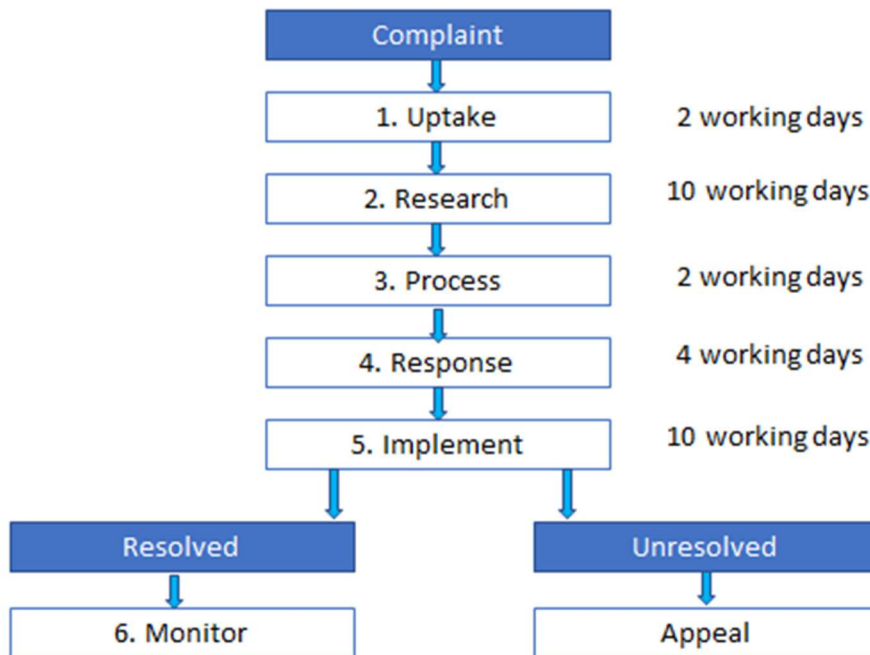 Complaint
1. Uptake 2 working days
2. Research 10 working days
3. Process 2 working days
4. Response 4 working days
5. Implement 10 working days
Resolved Unresolved
6. Monitor Appeal